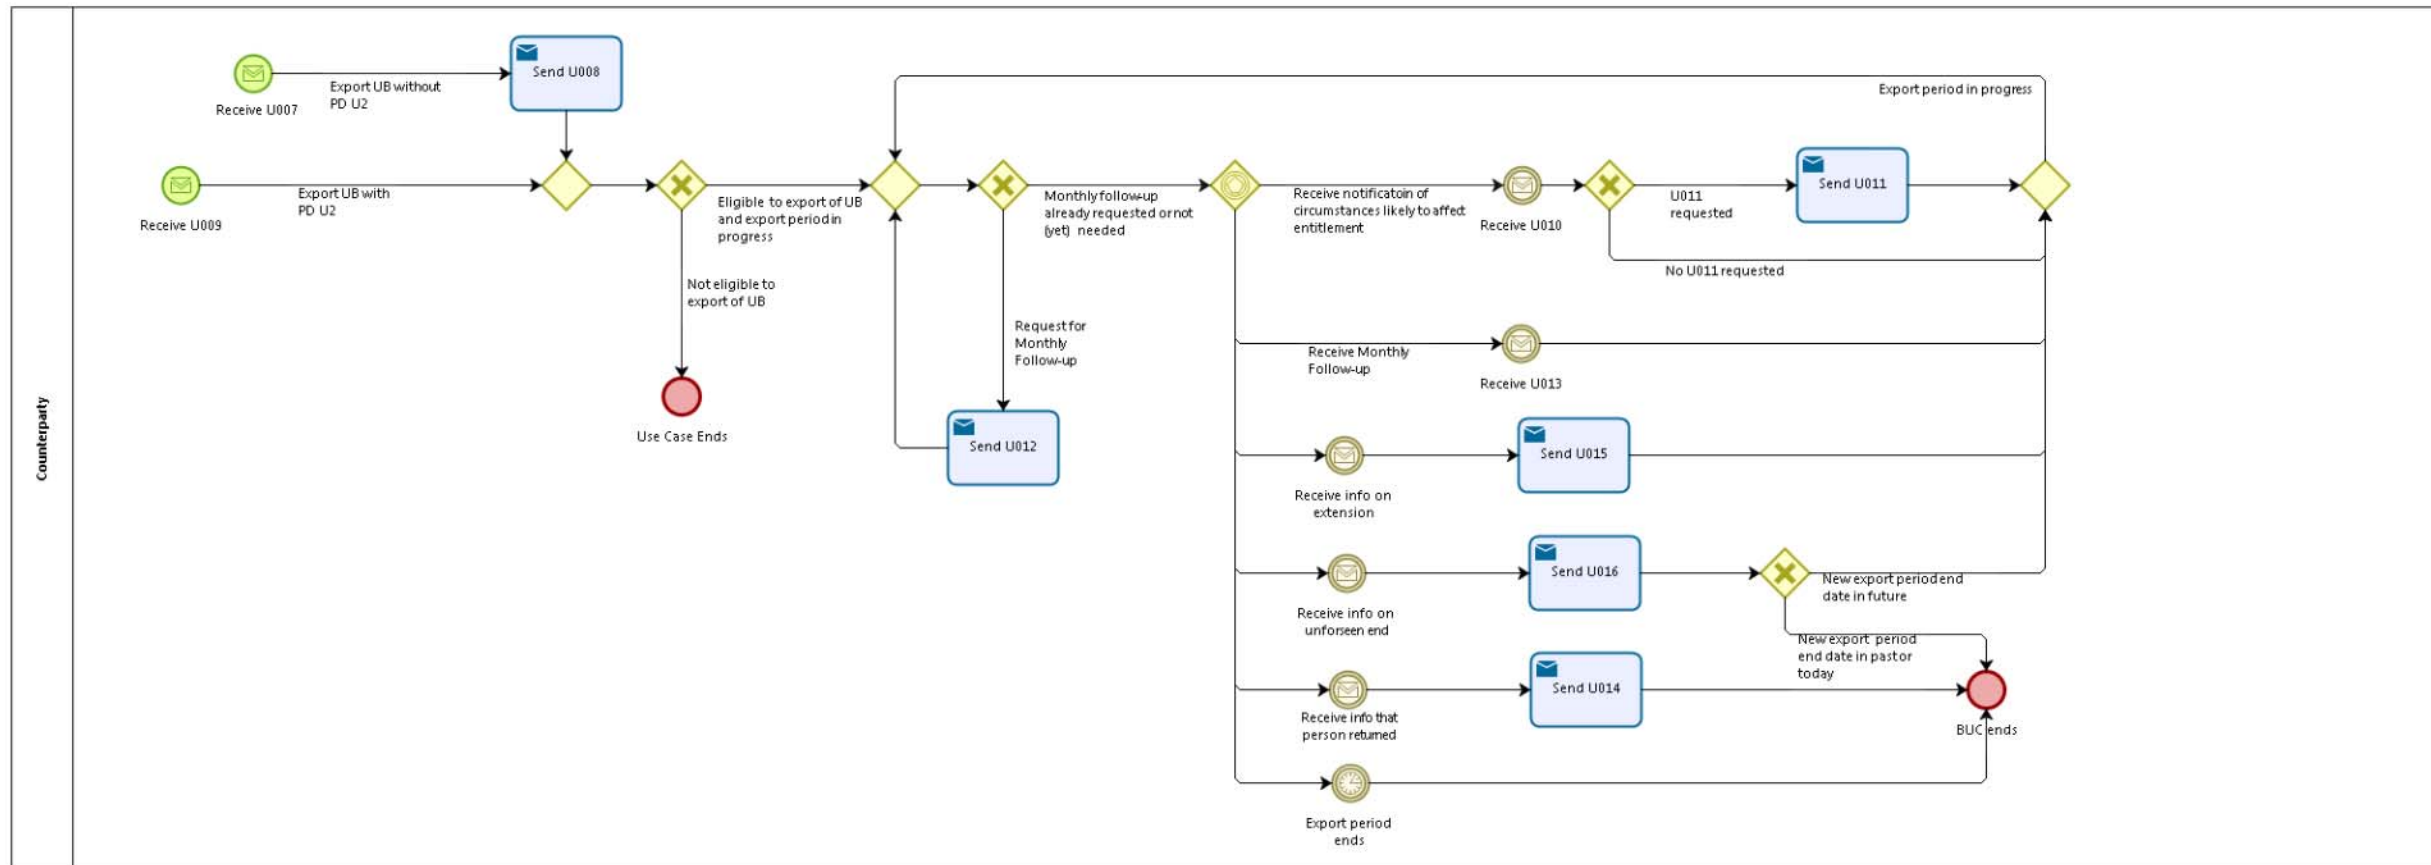 Counterparty
Receive U007
Export UB without
PD U2
Send U008
Receive U009
Export UB with
PD U2
Eligible to export of UB
and export period in
progress
Not eligible to
export of UB
Use Case Ends
Monthly follow-up
already requested or not
(yet) needed
Request for
Monthly
Follow-up
Send U012
Export period in progress
Receive notificatoin of
circumstances likely to affect
entitlement
Receive U010
U011
requested
Send U011
No U011 requested
Receive Monthly
Follow-up
Receive U013
Receive info on
extension
Send U015
Receive info on
unforseen end
Send U016
New export period end
date in future
New export period
end date in past or
today
Receive info that
person returned
Send U014
BUC ends
Export period
ends